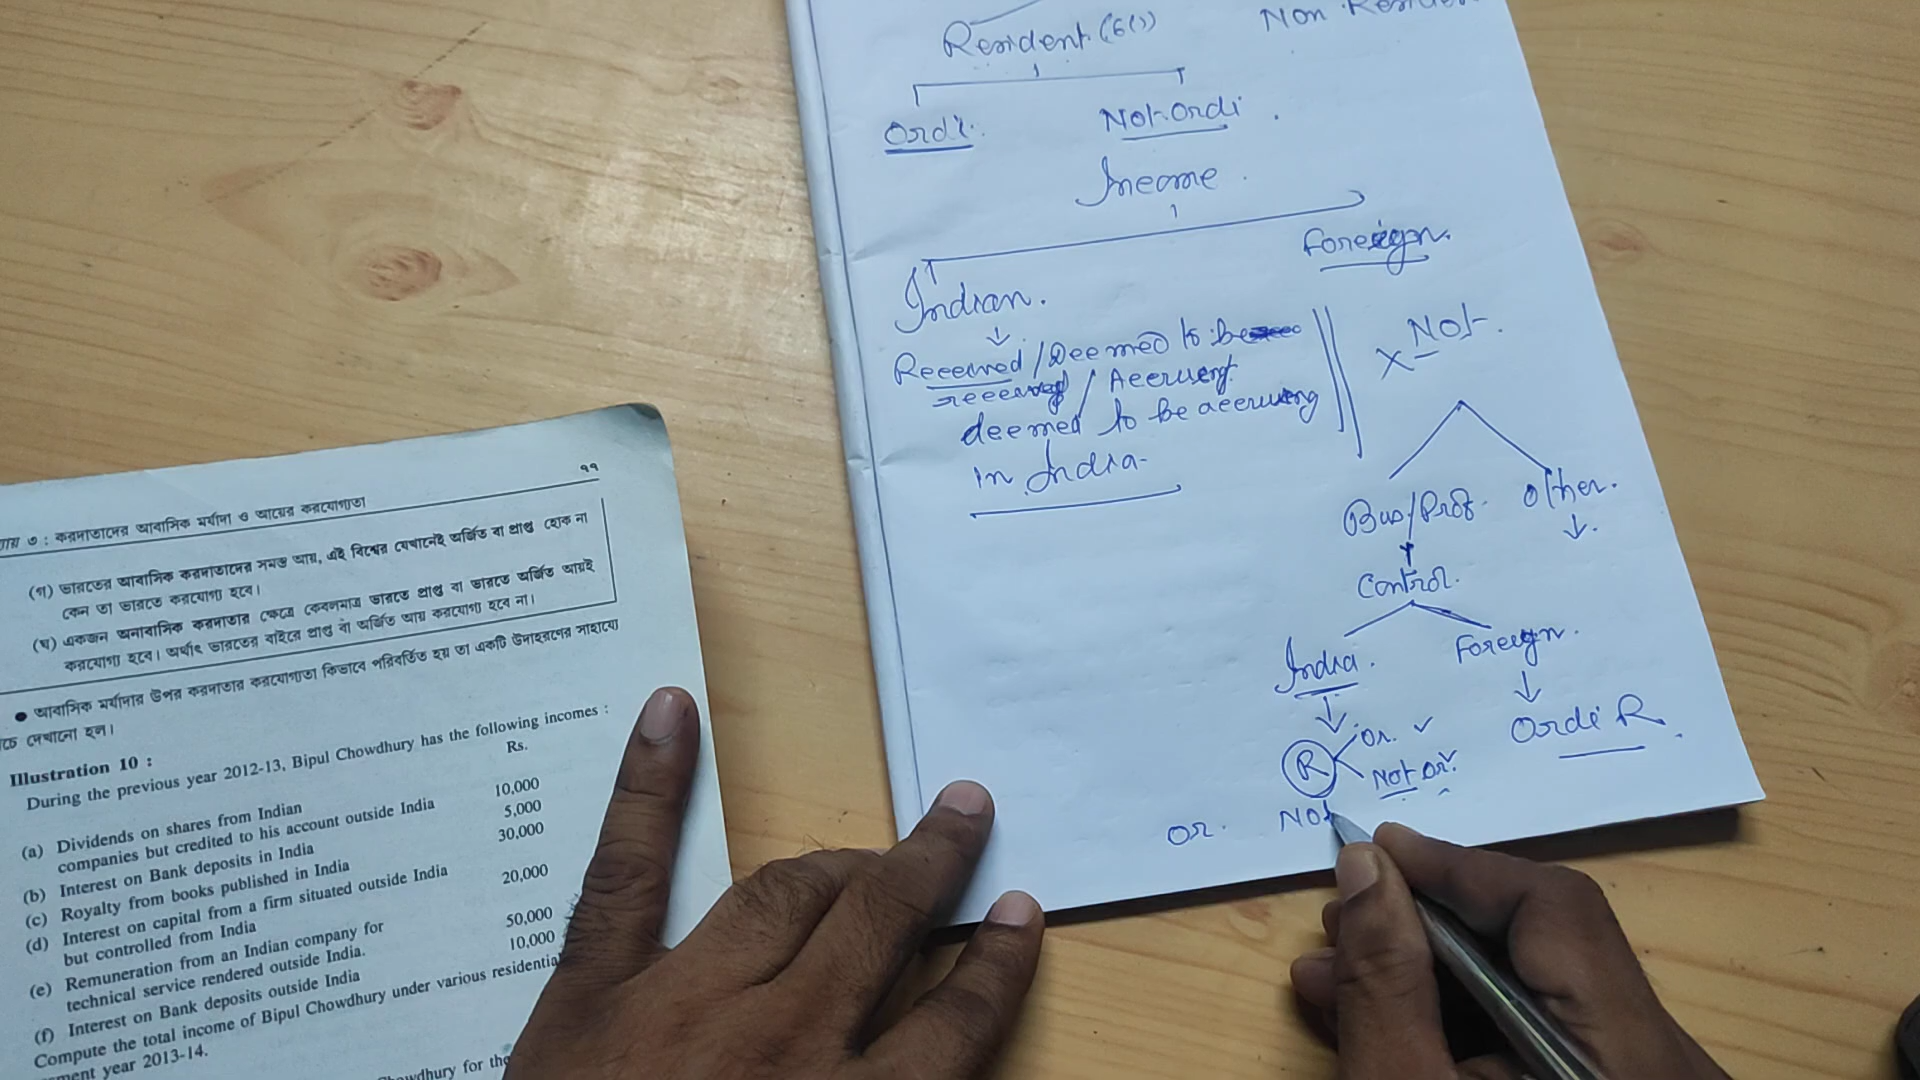 ৭৭
৩ : করদাতাদের আবাসিক মর্যাদা ও আয়ের করযোগ্যতা
(গ) ভারতের আবাসিক করদাতাদের সমস্ত আয়, এই বিশ্বের যেখানেই অর্জিত বা প্রাপ্ত হোক না
কেন তা ভারতে করযোগ্য হবে।
(ঘ) একজন অনাবাসিক করদাতার ক্ষেত্রে কেবলমাত্র ভারতে প্রাপ্ত বা ভারতে অর্জিত আয়ই
করযোগ্য হবে। অর্থাৎ ভারতের বাইরে প্রাপ্ত বা অর্জিত আয় করযোগ্য হবে না।
● আবাসিক মর্যাদার উপর করদাতার করযোগ্যতা কিভাবে পরিবর্তিত হয় তা একটি উদাহরণের সাহায্যে
দেখানো হল।
Illustration 10 :
During the previous year 2012-13, Bipul Chowdhury has the following incomes :
Rs.
(a) Dividends on shares from Indian
companies but credited to his account outside India 10,000
(b) Interest on Bank deposits in India 5,000
(c) Royalty from books published in India 30,000
(d) Interest on capital from a firm situated outside India
but controlled from India 20,000
(e) Remuneration from an Indian company for
technical service rendered outside India. 50,000
(f) Interest on Bank deposits outside India 10,000
Compute the total income of Bipul Chowdhury under various residential
year 2013-14.
for the
Resident (6(1)) Non
Ordi. Not-Ordi.
Income.
Indian. Foreign.
Received / Deemed to be
received / Accruing
deemed to be accruing
in India-
× Not-.
Bus/Prof. Other.
Control.
India. Foreign.
R Or. ✓ Ordi R.
Not Or.
Or. Not